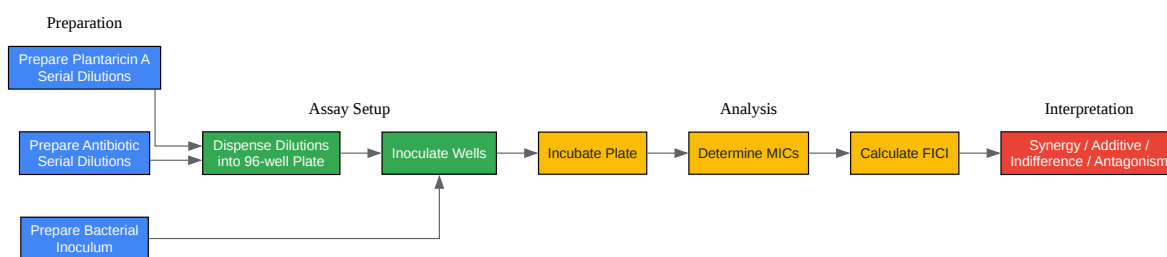 Preparation
Prepare Plantaricin A
Serial Dilutions
Assay Setup
Analysis
Interpretation
Prepare Antibiotic
Serial Dilutions
Dispense Dilutions
into 96-well Plate
Inoculate Wells
Incubate Plate
Determine MICs
Calculate FICI
Synergy / Additive /
Indifference / Antagonism
Prepare Bacterial
Inoculum